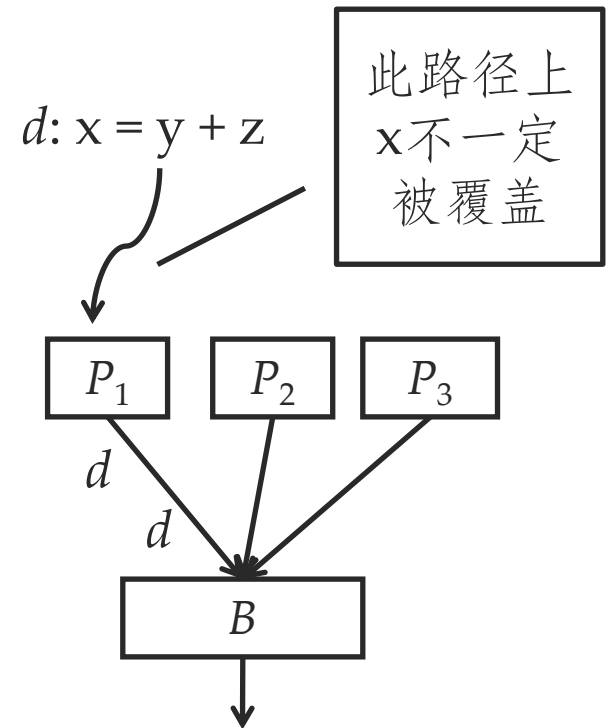 d: x = y + z
此路径上
x不一定
被覆盖
P1 P2 P3
d
d
B